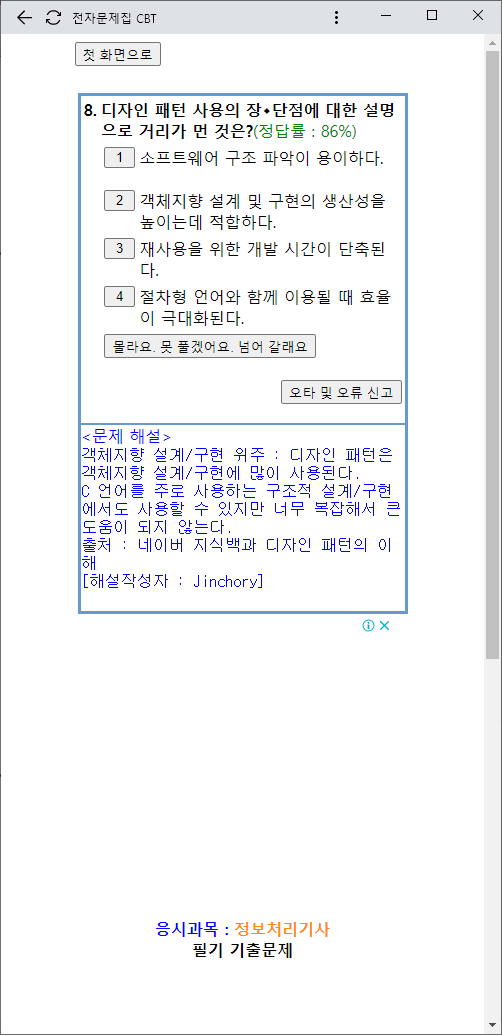 전자문제집 CBT
첫 화면으로
8. 디자인 패턴 사용의 장◆단점에 대한 설명
으로 거리가 먼 것은?(정답률 : 86%)
1 소프트웨어 구조 파악이 용이하다.
2 객체지향 설계 및 구현의 생산성을
높이는데 적합하다.
3 재사용을 위한 개발 시간이 단축된
다.
4 절차형 언어와 함께 이용될 때 효율
이 극대화된다.
몰라요. 못 풀겠어요. 넘어 갈래요
오타 및 오류 신고
<문제 해설>
객체지향 설계/구현 위주 : 디자인 패턴은
객체지향 설계/구현에 많이 사용된다.
C 언어를 주로 사용하는 구조적 설계/구현
에서도 사용할 수 있지만 너무 복잡해서 큰
도움이 되지 않는다.
출처 : 네이버 지식백과 디자인 패턴의 이
해
[해설작성자 : Jinchory]
응시과목 : 정보처리기사
필기 기출문제